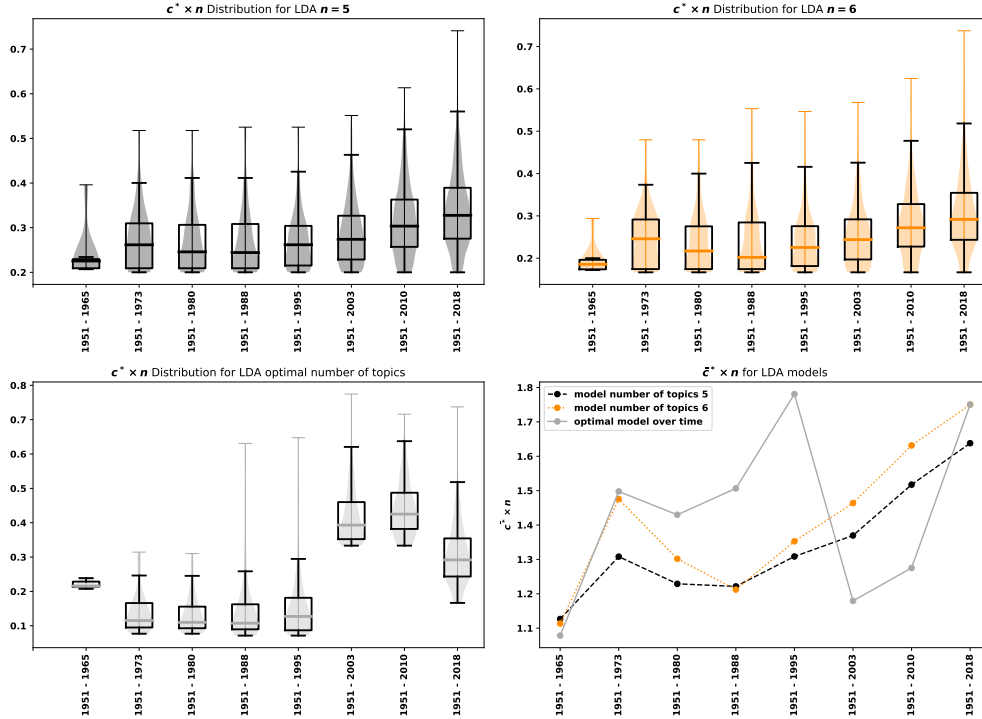 c* × n Distribution for LDA n = 5
0.7
0.6
0.5
0.4
0.3
0.2
1951 - 1965
1951 - 1973
1951 - 1980
1951 - 1988
1951 - 1995
1951 - 2003
1951 - 2010
1951 - 2018
c* × n Distribution for LDA n = 6
0.7
0.6
0.5
0.4
0.3
0.2
1951 - 1965
1951 - 1973
1951 - 1980
1951 - 1988
1951 - 1995
1951 - 2003
1951 - 2010
1951 - 2018
c* × n Distribution for LDA optimal number of topics
0.8
0.7
0.6
0.5
0.4
0.3
0.2
0.1
1951 - 1965
1951 - 1973
1951 - 1980
1951 - 1988
1951 - 1995
1951 - 2003
1951 - 2010
1951 - 2018
c̄* × n for LDA models
model number of topics 5
model number of topics 6
optimal model over time
c̄* × n
1.8
1.7
1.6
1.5
1.4
1.3
1.2
1.1
1951 - 1965
1951 - 1973
1951 - 1980
1951 - 1988
1951 - 1995
1951 - 2003
1951 - 2010
1951 - 2018